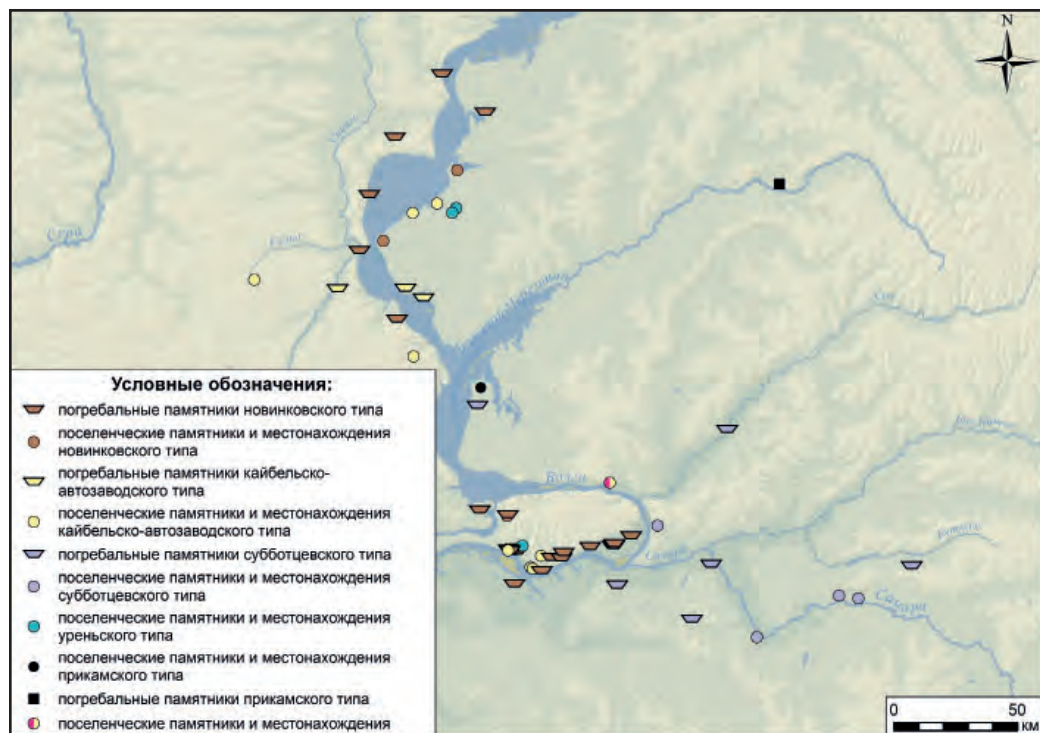 N
Сура
Волга
Самара
Сок
Условные обозначения:
погребальные памятники новинковского типа
поселенческие памятники и местонахождения
новинковского типа
погребальные памятники кайбельско-
автозаводского типа
поселенческие памятники и местонахождения
кайбельско-автозаводского типа
погребальные памятники субботцевского типа
поселенческие памятники и местонахождения
субботцевского типа
поселенческие памятники и местонахождения
уреньского типа
поселенческие памятники и местонахождения
прикамского типа
погребальные памятники прикамского типа
поселенческие памятники и местонахождения
0 50
КМ